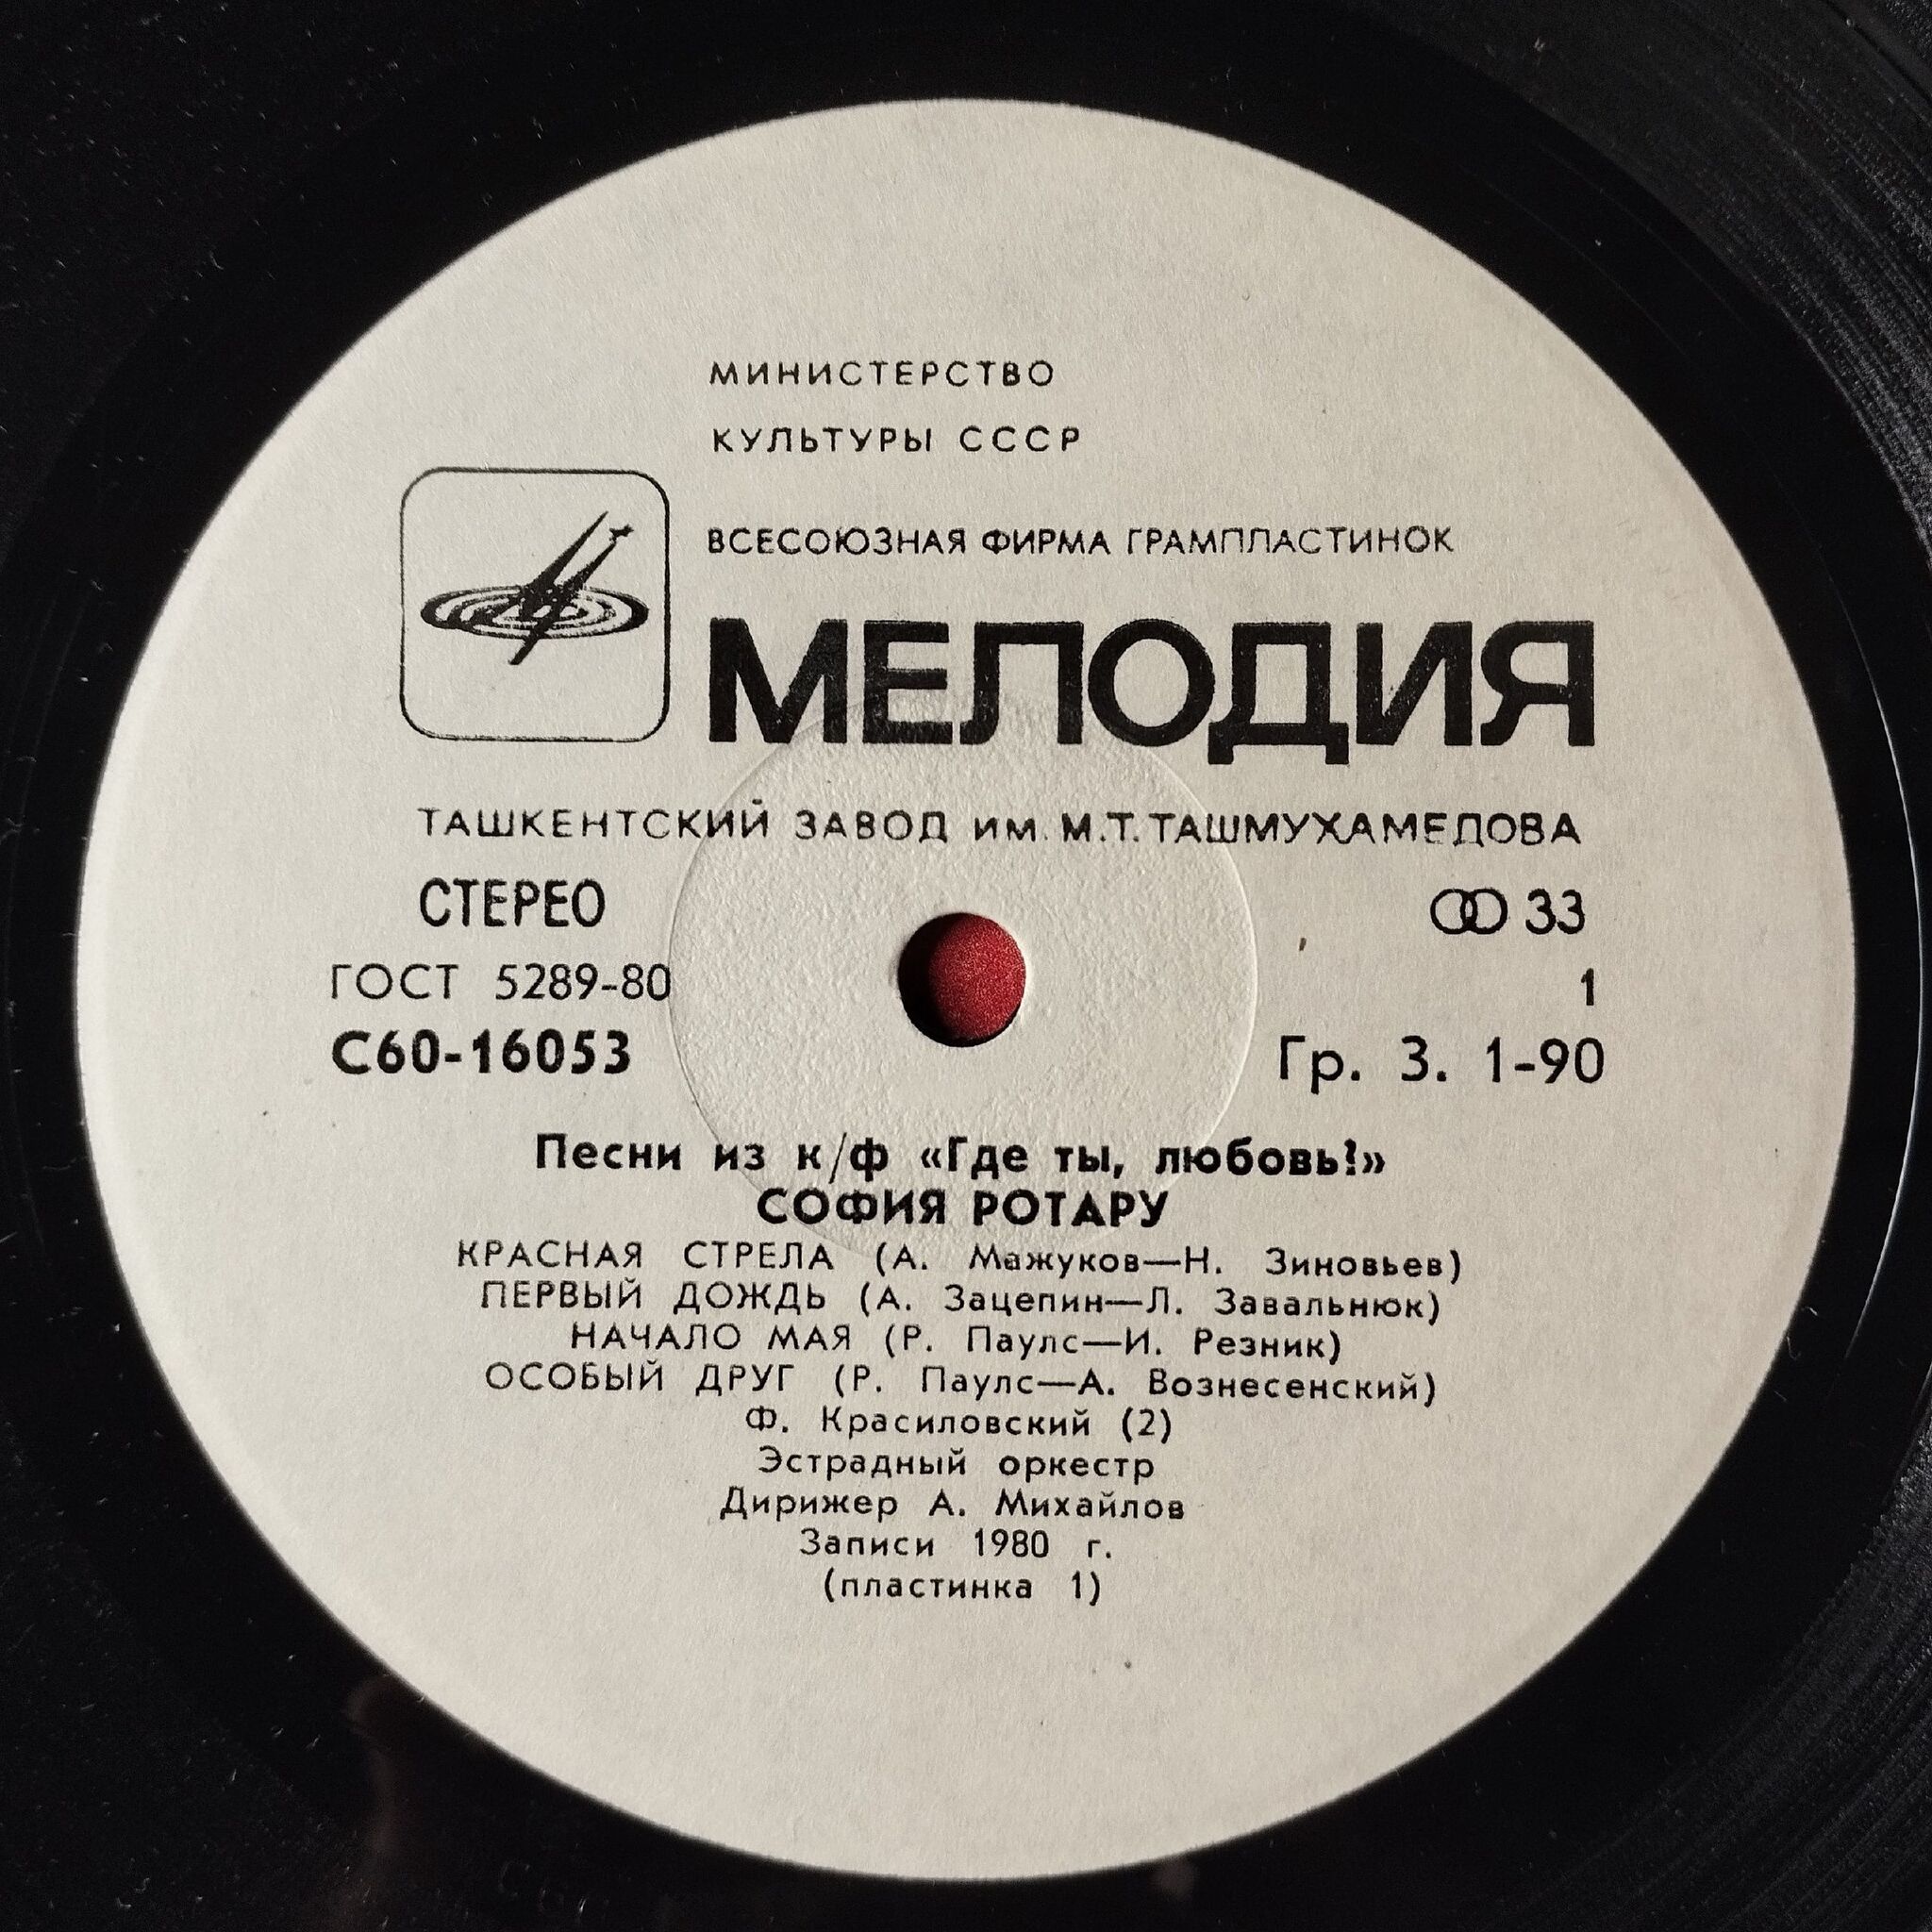 МИНИСТЕРСТВО
КУЛЬТУРЫ СССР
ВСЕСОЮЗНАЯ ФИРМА ГРАМПЛАСТИНОК
МЕЛОДИЯ
ТАШКЕНТСКИЙ ЗАВОД им. М.Т. ТАШМУХАМЕДОВА
СТЕРЕО
33
ГОСТ 5289-80
1
С60-16053
Гр. 3. 1-90
Песни из к/ф «Где ты, любовь?»
СОФИЯ РОТАРУ
КРАСНАЯ СТРЕЛА (А. Мажуков—Н. Зиновьев)
ПЕРВЫЙ ДОЖДЬ (А. Зацепин—Л. Завальнюк)
НАЧАЛО МАЯ (Р. Паулс—И. Резник)
ОСОБЫЙ ДРУГ (Р. Паулс—А. Вознесенский)
Ф. Красиловский (2)
Эстрадный оркестр
Дирижер А. Михайлов
Записи 1980 г.
(пластинка 1)